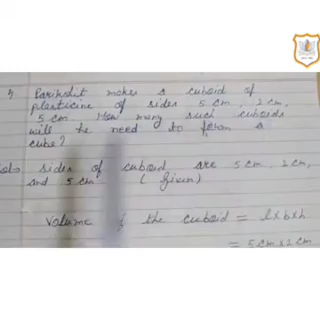 Parikshit makes a cuboid of
plasticine of sides 5 cm, 2 cm,
5 cm. How many such cuboids
will he need to form a
cube?
sides of cuboid are 5 cm, 2 cm,
and 5 cm (Given)
Volume of the cuboid = l×b×h
= 5 cm × 2 cm